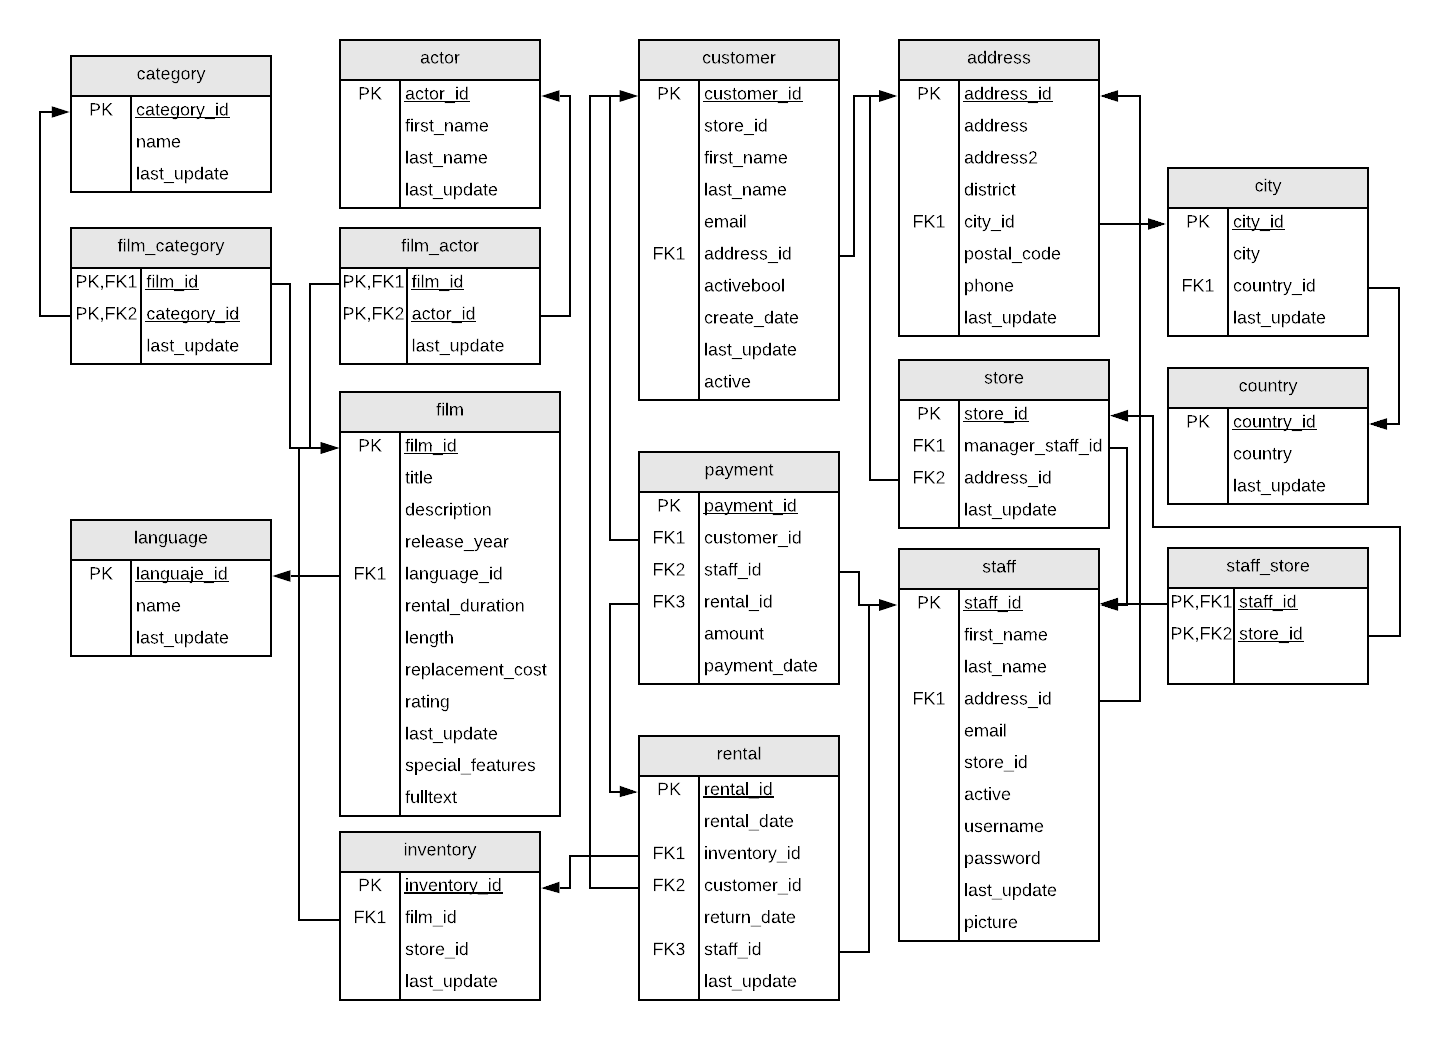 category
PK category_id
name
last_update
actor
PK actor_id
first_name
last_name
last_update
customer
PK customer_id
store_id
first_name
last_name
email
FK1 address_id
activebool
create_date
last_update
active
address
PK address_id
address
address2
district
FK1 city_id
postal_code
phone
last_update
city
PK city_id
city
FK1 country_id
last_update
film_category
PK,FK1 film_id
PK,FK2 category_id
last_update
film_actor
PK,FK1 film_id
PK,FK2 actor_id
last_update
store
PK store_id
FK1 manager_staff_id
FK2 address_id
last_update
country
PK country_id
country
last_update
film
PK film_id
title
description
release_year
FK1 language_id
rental_duration
length
replacement_cost
rating
last_update
special_features
fulltext
payment
PK payment_id
FK1 customer_id
FK2 staff_id
FK3 rental_id
amount
payment_date
language
PK languaje_id
name
last_update
staff
PK staff_id
first_name
last_name
FK1 address_id
email
store_id
active
username
password
last_update
picture
staff_store
PK,FK1 staff_id
PK,FK2 store_id
rental
PK rental_id
rental_date
FK1 inventory_id
FK2 customer_id
return_date
FK3 staff_id
last_update
inventory
PK inventory_id
FK1 film_id
store_id
last_update